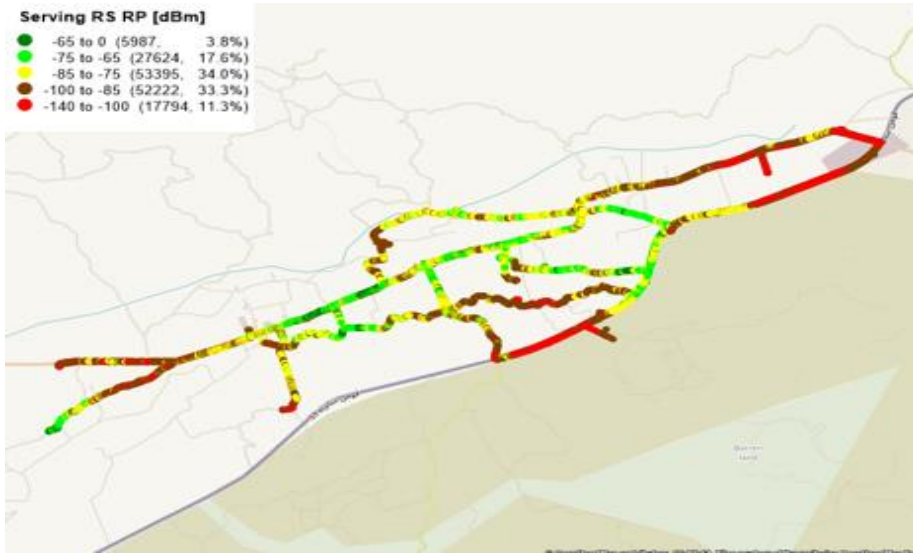 Serving RS RP [dBm]
-65 to 0 (5987, 3.8%)
-75 to -65 (27624, 17.6%)
-85 to -75 (53395, 34.0%)
-100 to -85 (52222, 33.3%)
-140 to -100 (17794, 11.3%)